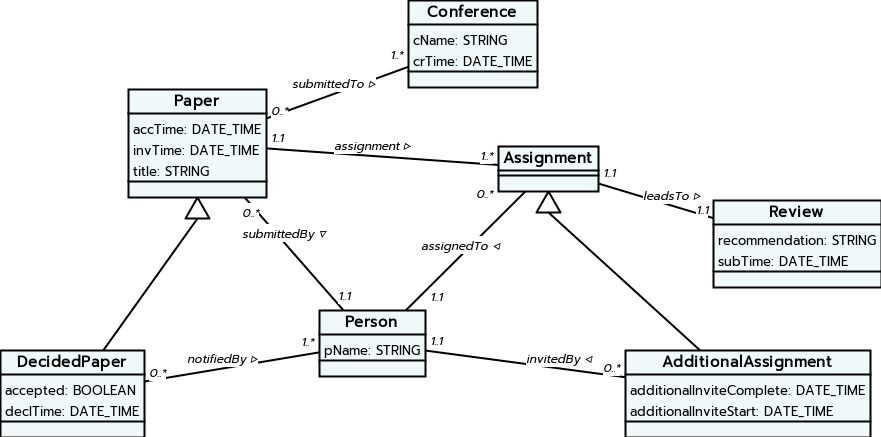 Conference
cName: STRING
crTime: DATE_TIME
1..*
submittedTo ▷
0..*
Paper
accTime: DATE_TIME
invTime: DATE_TIME
title: STRING
1..1
assignment ▷
1..*
Assignment
1..1
leadsTo ▷
1..1
Review
recommendation: STRING
subTime: DATE_TIME
0..*
submittedBy ▽
1..1
0..*
assignedTo ◁
1..1
Person
pName: STRING
DecidedPaper
accepted: BOOLEAN
declTime: DATE_TIME
0..*
notifiedBy ▷
1..*
1..1
invitedBy ◁
0..*
AdditionalAssignment
additionalInviteComplete: DATE_TIME
additionalInviteStart: DATE_TIME